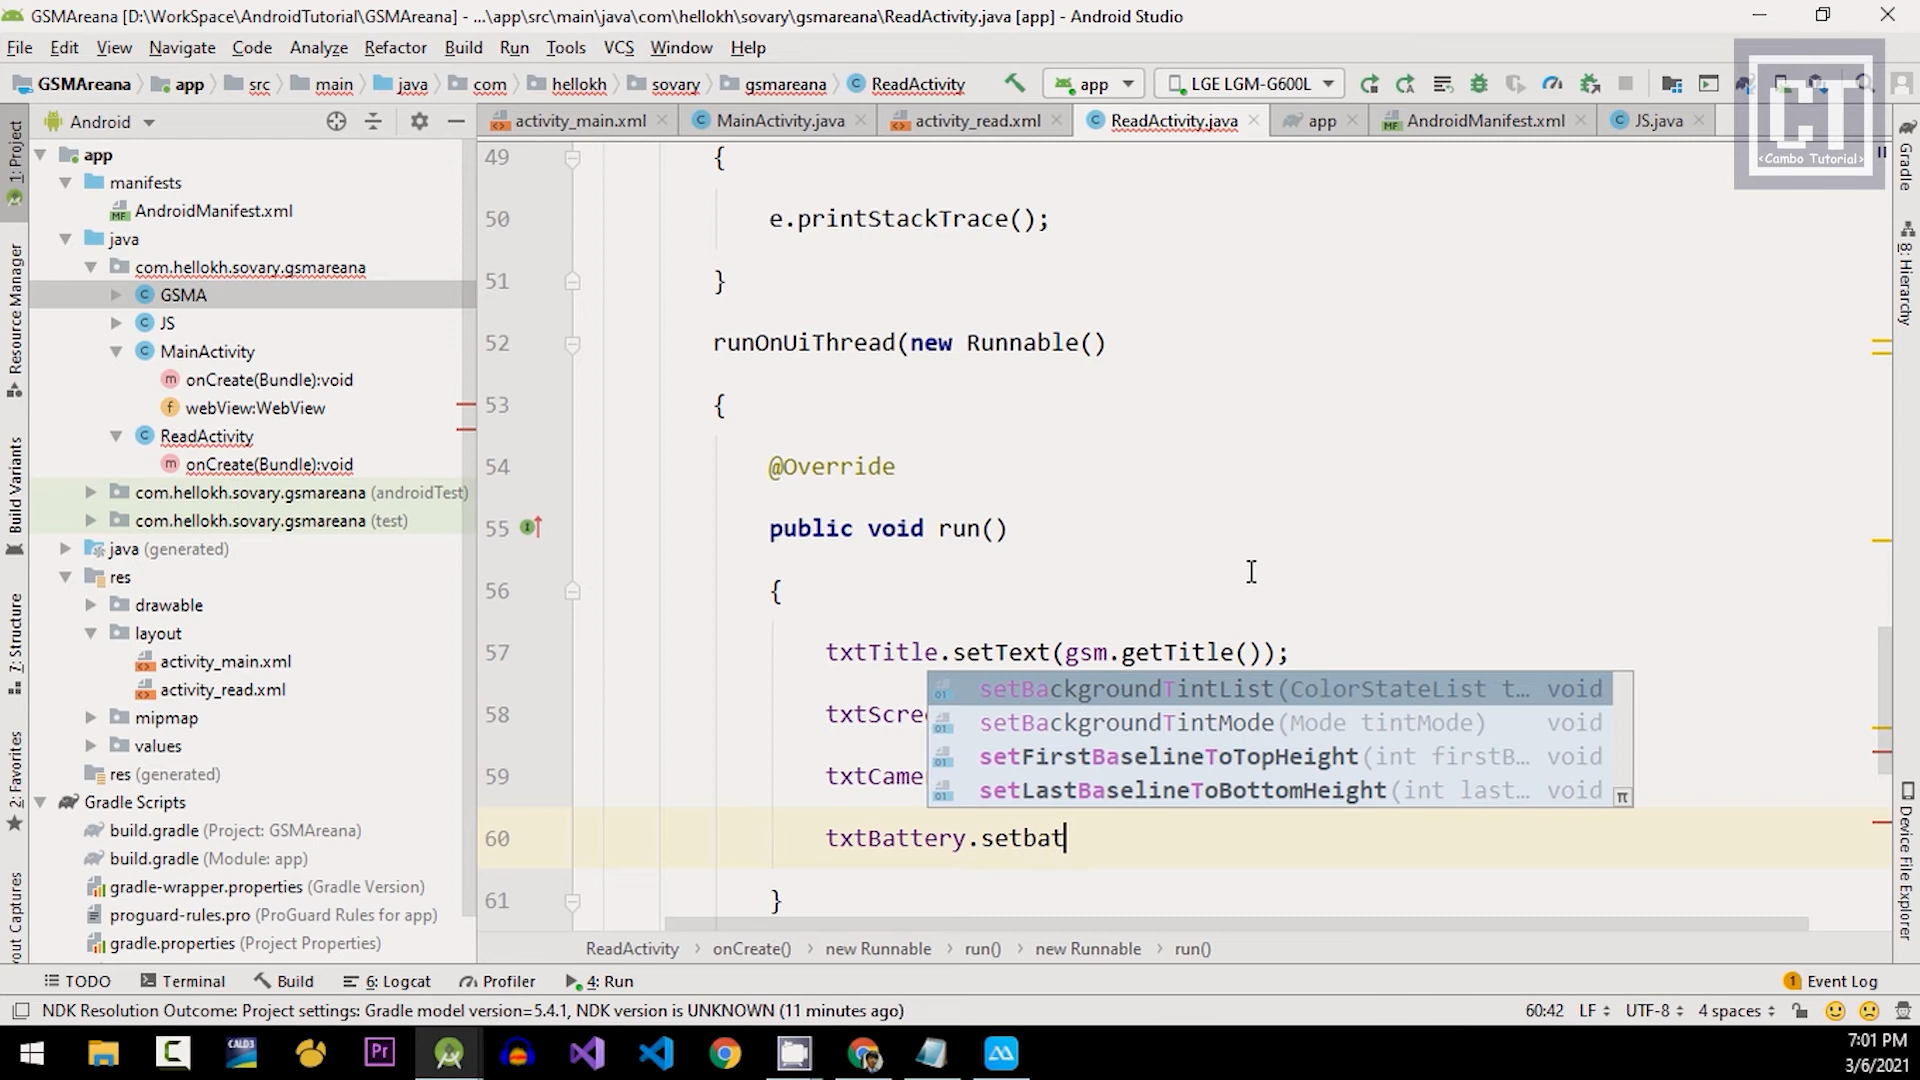 GSMAreana [D:\WorkSpace\AndroidTutorial\GSMAreana] - ...\app\src\main\java\com\hellokh\sovary\gsmareana\ReadActivity.java [app] - Android Studio
File Edit View Navigate Code Analyze Refactor Build Run Tools VCS Window Help
GSMAreana app src main java com hellokh sovary gsmareana ReadActivity app LGE LGM-G600L
CT
<Cambo Tutorial>
Android
activity_main.xml MainActivity.java activity_read.xml ReadActivity.java app AndroidManifest.xml JS.java
1: Project
Resource Manager
Build Variants
7: Structure
2: Favorites
out Captures
app
manifests
AndroidManifest.xml
java
com.hellokh.sovary.gsmareana
GSMA
JS
MainActivity
onCreate(Bundle):void
webView:WebView
ReadActivity
onCreate(Bundle):void
com.hellokh.sovary.gsmareana (androidTest)
com.hellokh.sovary.gsmareana (test)
java (generated)
res
drawable
layout
activity_main.xml
activity_read.xml
mipmap
values
res (generated)
Gradle Scripts
build.gradle (Project: GSMAreana)
build.gradle (Module: app)
gradle-wrapper.properties (Gradle Version)
proguard-rules.pro (ProGuard Rules for app)
gradle.properties (Project Properties)
49 {
50 e.printStackTrace();
51 }
52 runOnUiThread(new Runnable()
53 {
54 @Override
55 public void run()
56 {
57 txtTitle.setText(gsm.getTitle());
58 txtScre
59 txtCame
60 txtBattery.setbat
61 }
setBackgroundTintList(ColorStateList t... void
setBackgroundTintMode(Mode tintMode) void
setFirstBaselineToTopHeight(int firstB... void
setLastBaselineToBottomHeight(int last... void
π
Gradle
8: Hierarchy
Device File Explorer
ReadActivity onCreate() new Runnable run() new Runnable run()
TODO Terminal Build 6: Logcat Profiler 4: Run 1 Event Log
NDK Resolution Outcome: Project settings: Gradle model version=5.4.1, NDK version is UNKNOWN (11 minutes ago) 60:42 LF UTF-8 4 spaces
CALD3 Pr
7:01 PM
3/6/2021